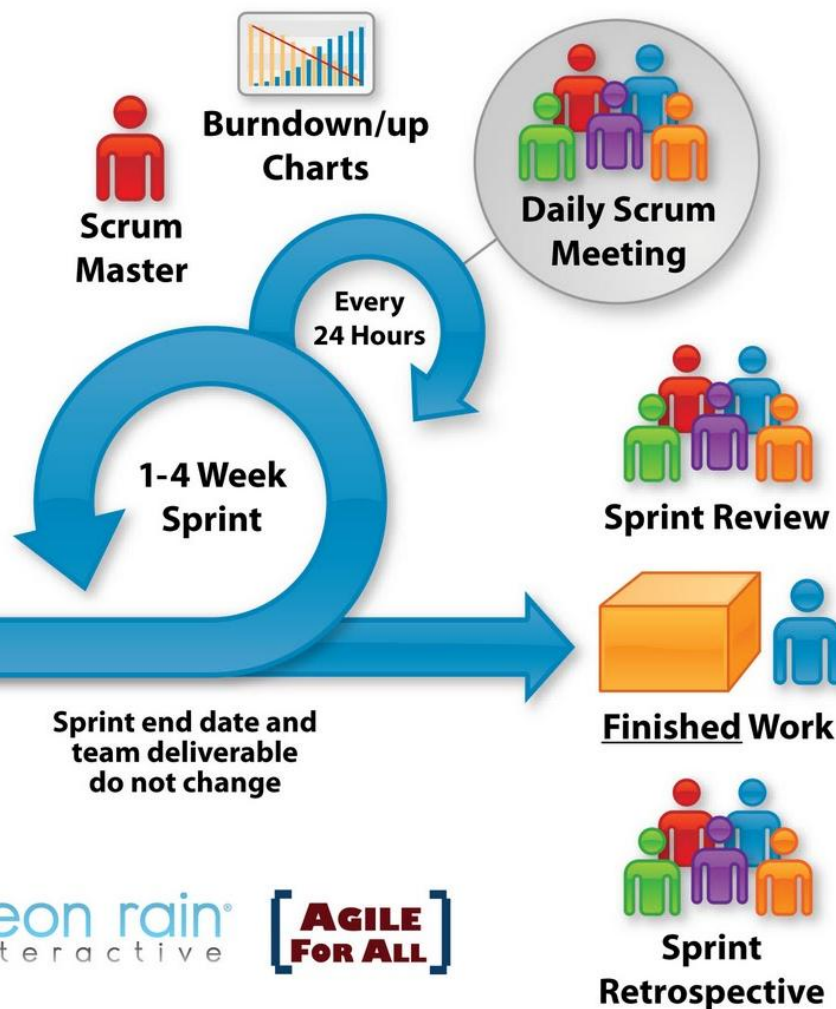 Burndown/up
Charts
Scrum
Master
Daily Scrum
Meeting
Every
24 Hours
1-4 Week
Sprint
Sprint Review
Finished Work
Sprint end date and
team deliverable
do not change
eon rain®
teractive
AGILE
FOR ALL
Sprint
Retrospective